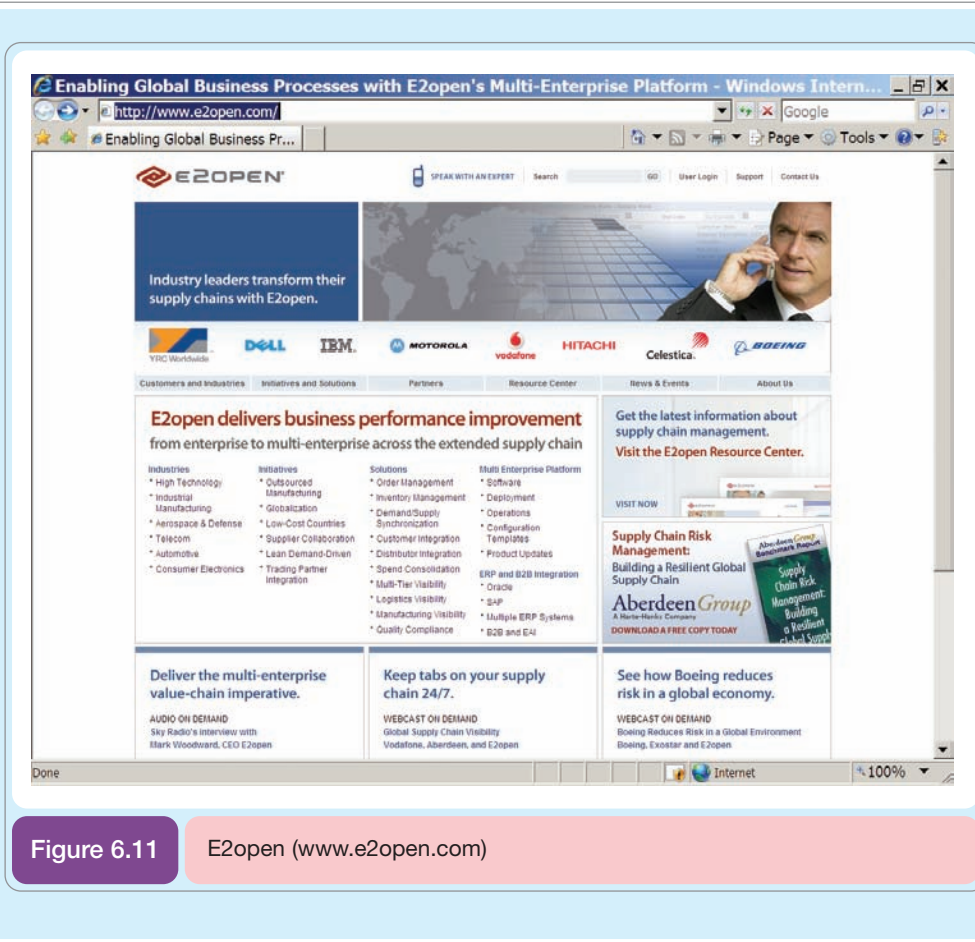 Enabling Global Business Processes with E2open's Multi-Enterprise Platform - Windows Intern...
http://www.e2open.com/
Google
Enabling Global Business Pr...
Page
Tools
E2OPEN
SPEAK WITH AN EXPERT Search GO User Login Support Contact Us
Industry leaders transform their
supply chains with E2open.
YRC Worldwide DELL IBM MOTOROLA vodafone HITACHI Celestica. BOEING
Customers and Industries Initiatives and Solutions Partners Resource Center News & Events About Us
E2open delivers business performance improvement
from enterprise to multi-enterprise across the extended supply chain
Industries
* High Technology
* Industrial
Manufacturing
* Aerospace & Defense
* Telecom
* Automotive
* Consumer Electronics
Initiatives
* Outsourced
Manufacturing
* Globalization
* Low-Cost Countries
* Supplier Collaboration
* Lean Demand-Driven
* Trading Partner
Integration
Solutions
* Order Management
* Inventory Management
* Demand/Supply
Synchronization
* Customer Integration
* Distributor Integration
* Spend Consolidation
* Multi-Tier Visibility
* Logistics Visibility
* Manufacturing Visibility
* Quality Compliance
Multi Enterprise Platform
* Software
* Deployment
* Operations
* Configuration
Templates
* Product Updates
ERP and B2B Integration
* Oracle
* SAP
* Multiple ERP Systems
* B2B and EAI
Get the latest information about
supply chain management.
Visit the E2open Resource Center.
VISIT NOW
Supply Chain Risk
Management:
Building a Resilient Global
Supply Chain
AberdeenGroup
A Harte-Hanks Company
DOWNLOAD A FREE COPY TODAY
AberdeenGroup
Benchmark Report
Supply
Chain Risk
Management:
Building
a Resilient
Global Supply
Deliver the multi-enterprise
value-chain imperative.
AUDIO ON DEMAND
Sky Radio's interview with
Mark Woodward, CEO E2open
Keep tabs on your supply
chain 24/7.
WEBCAST ON DEMAND
Global Supply Chain Visibility
Vodafone, Aberdeen, and E2open
See how Boeing reduces
risk in a global economy.
WEBCAST ON DEMAND
Boeing Reduces Risk in a Global Environment
Boeing, Exostar and E2open
Done
Internet
100%
Figure 6.11
E2open (www.e2open.com)